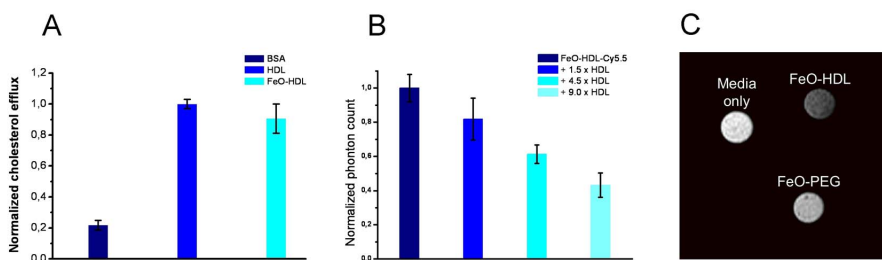 A
BSA
HDL
FeO-HDL
Normalized cholesterol efflux
1,2
1,0
0,8
0,6
0,4
0,2
0.0
B
FeO-HDL-Cy5.5
+ 1.5 x HDL
+ 4.5 x HDL
+ 9.0 x HDL
Normalized phonton count
1,0
0,8
0.6
0,4
0,2
0.0
C
Media
only
FeO-HDL
FeO-PEG